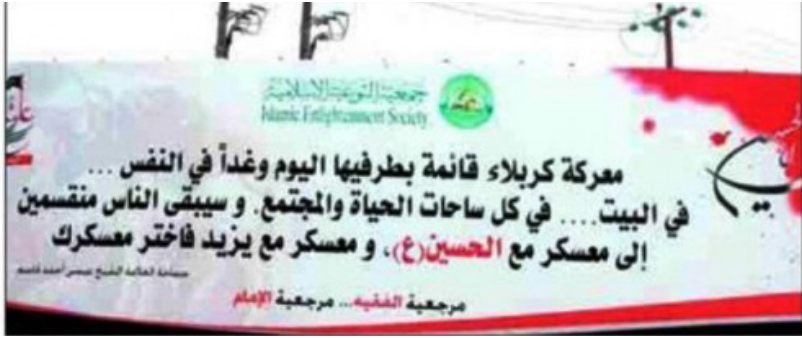 جمعية التوعية الإسلامية
Islamic Enlightenment Society
معركة كربلاء قائمة بطرفيها اليوم وغداً في النفس ...
في البيت .... في كل ساحات الحياة والمجتمع. و سيبقى الناس منقسمين
إلى معسكر مع الحسين(ع)، و معسكر مع يزيد فاختر معسكرك
سماحة العلامة الشيخ عيسى أحمد قاسم
مرجعية الفقيه... مرجعية الإمام